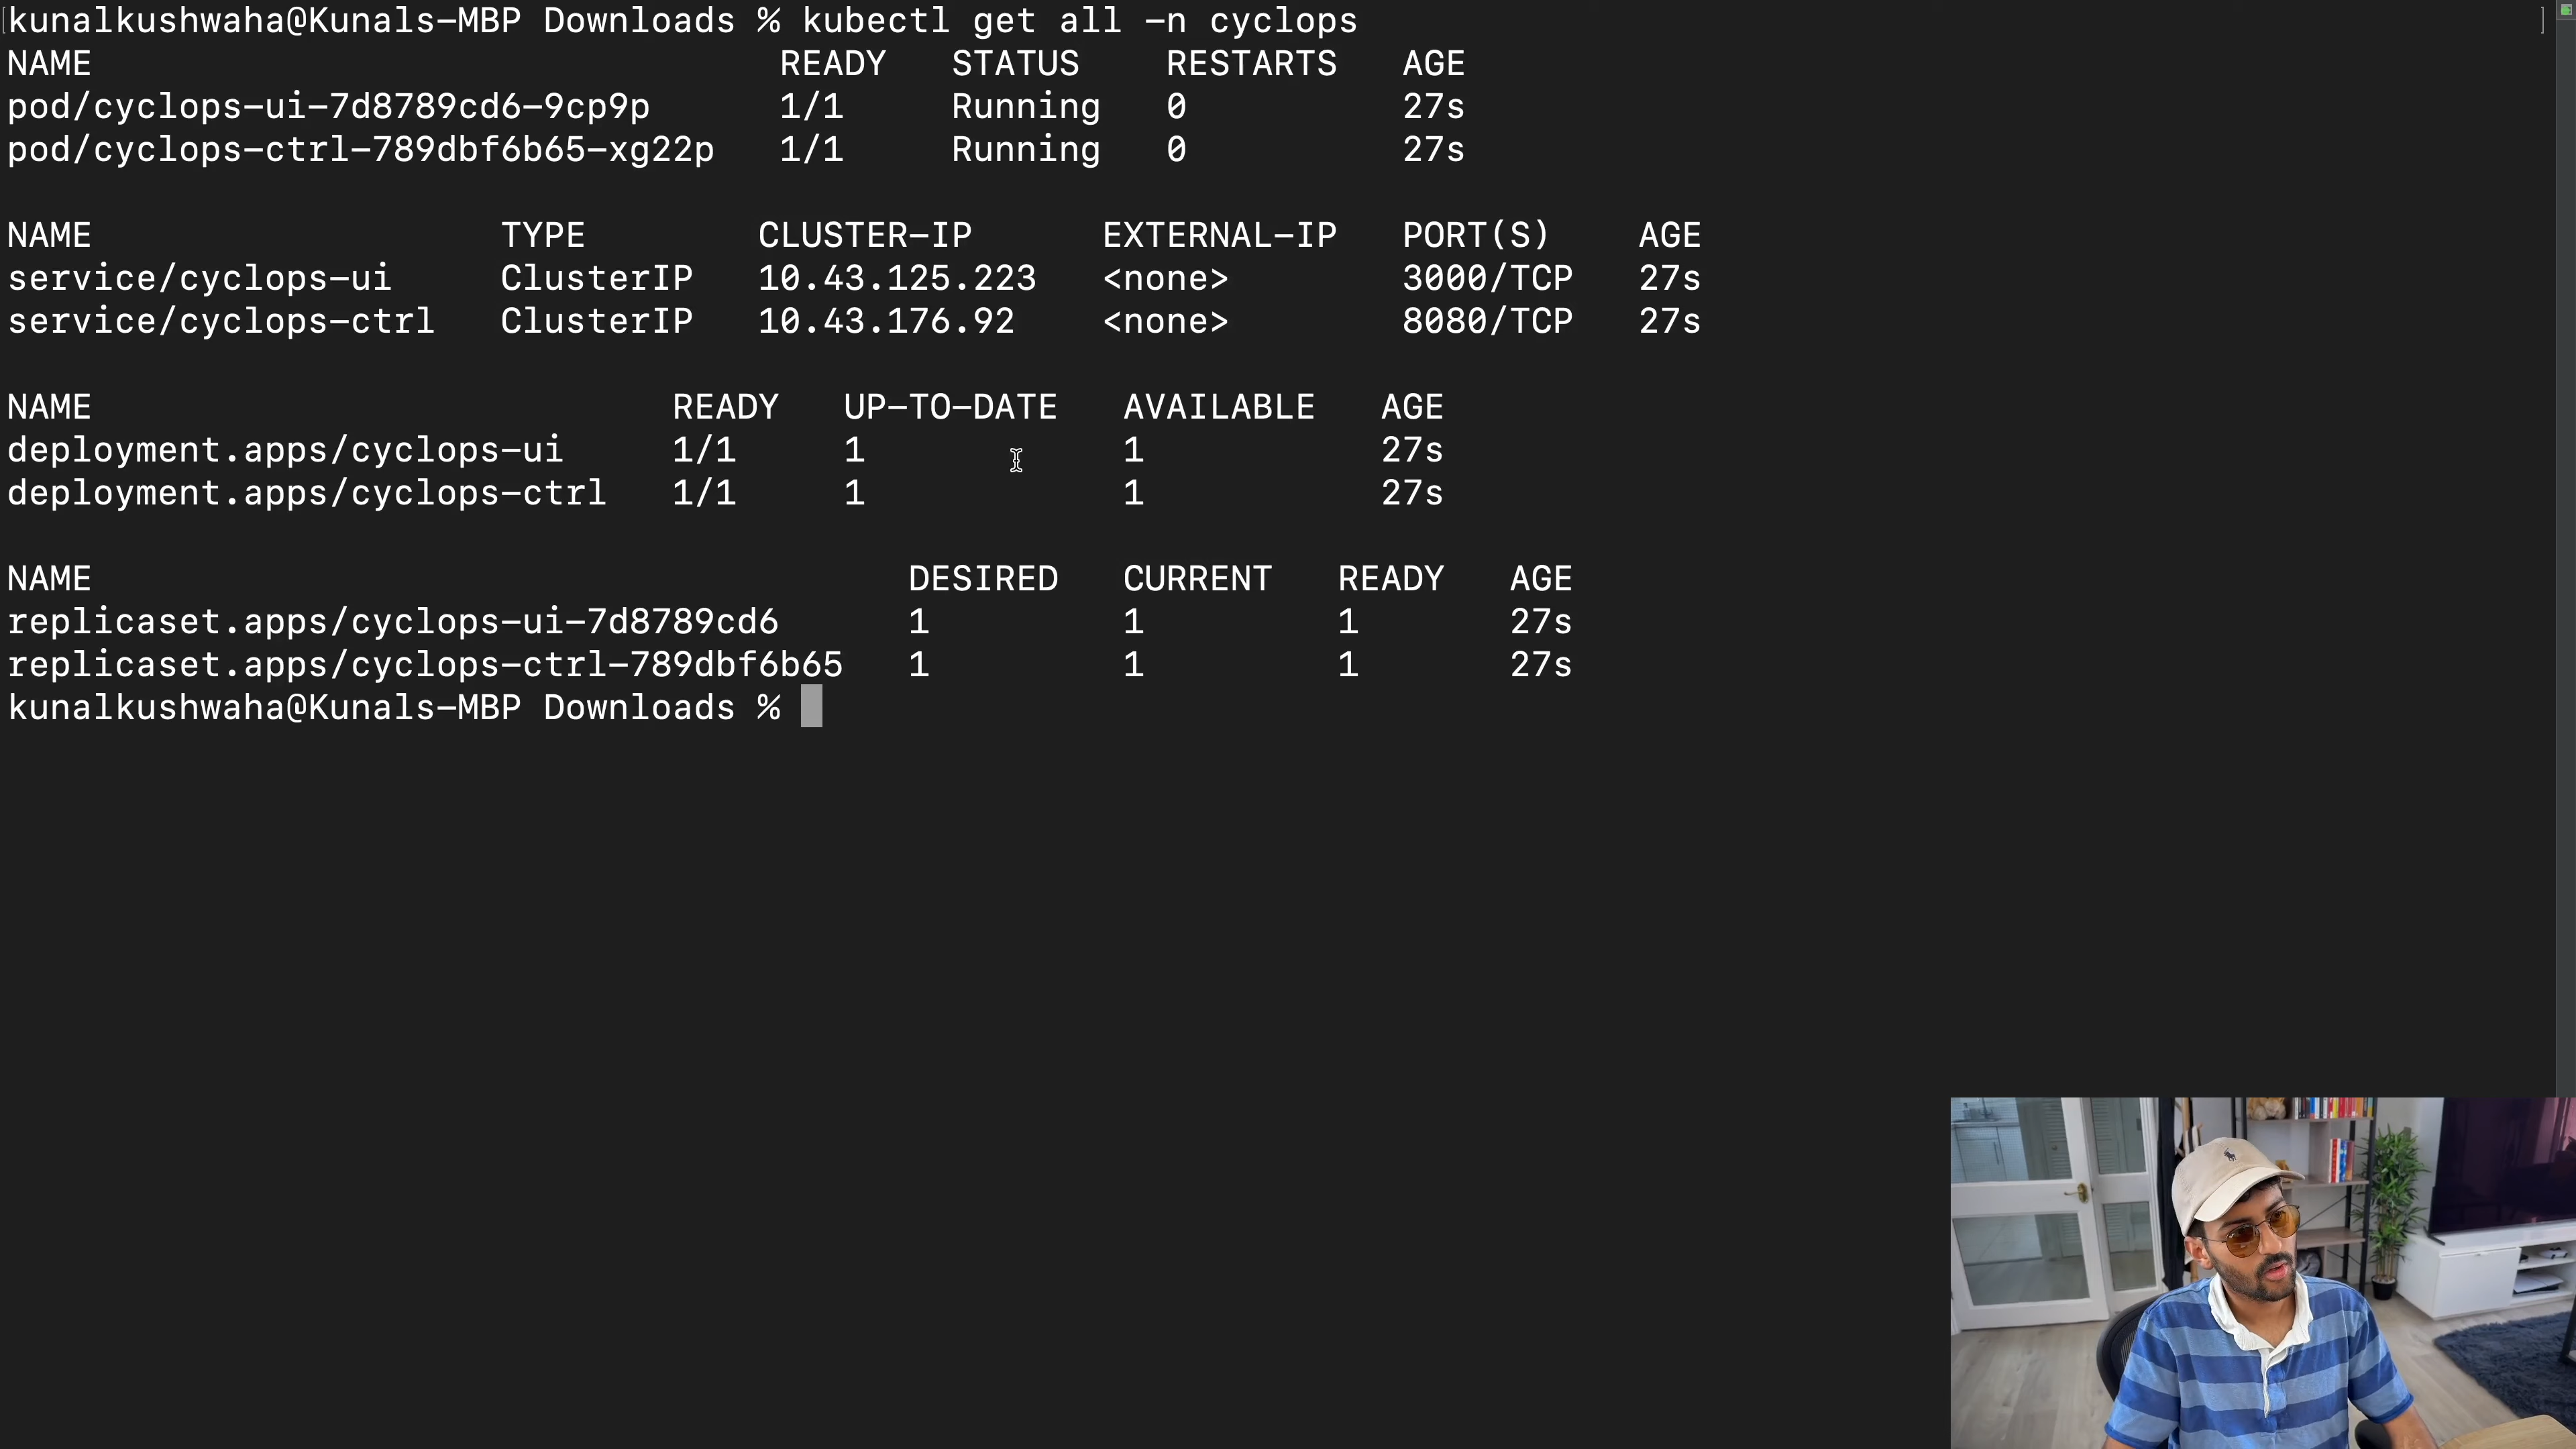 kunalkushwaha@Kunals-MBP Downloads % kubectl get all -n cyclops
NAME READY STATUS RESTARTS AGE
pod/cyclops-ui-7d8789cd6-9cp9p 1/1 Running 0 27s
pod/cyclops-ctrl-789dbf6b65-xg22p 1/1 Running 0 27s
NAME TYPE CLUSTER-IP EXTERNAL-IP PORT(S) AGE
service/cyclops-ui ClusterIP 10.43.125.223 <none> 3000/TCP 27s
service/cyclops-ctrl ClusterIP 10.43.176.92 <none> 8080/TCP 27s
NAME READY UP-TO-DATE AVAILABLE AGE
deployment.apps/cyclops-ui 1/1 1 1 27s
deployment.apps/cyclops-ctrl 1/1 1 1 27s
NAME DESIRED CURRENT READY AGE
replicaset.apps/cyclops-ui-7d8789cd6 1 1 1 27s
replicaset.apps/cyclops-ctrl-789dbf6b65 1 1 1 27s
kunalkushwaha@Kunals-MBP Downloads %